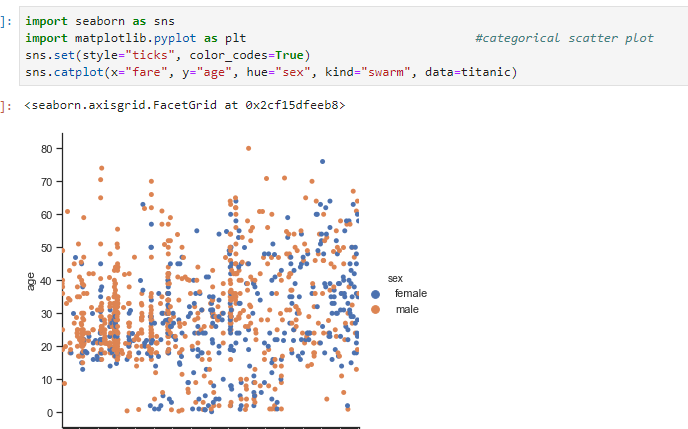 ]:
import seaborn as sns
import matplotlib.pyplot as plt #categorical scatter plot
sns.set(style="ticks", color_codes=True)
sns.catplot(x="fare", y="age", hue="sex", kind="swarm", data=titanic)
]: <seaborn.axisgrid.FacetGrid at 0x2cf15dfeeb8>
80
70
60
50
40
30
20
10
0
age
sex
female
male